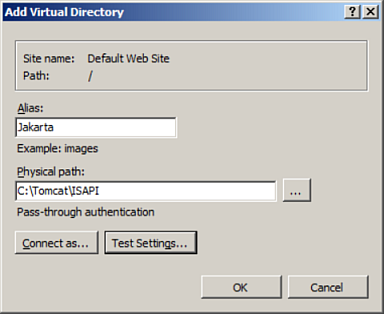 Add Virtual Directory
Site name: Default Web Site
Path: /
Alias:
Jakarta
Example: images
Physical path:
C:\Tomcat\ISAPI
...
Pass-through authentication
Connect as... Test Settings...
OK Cancel